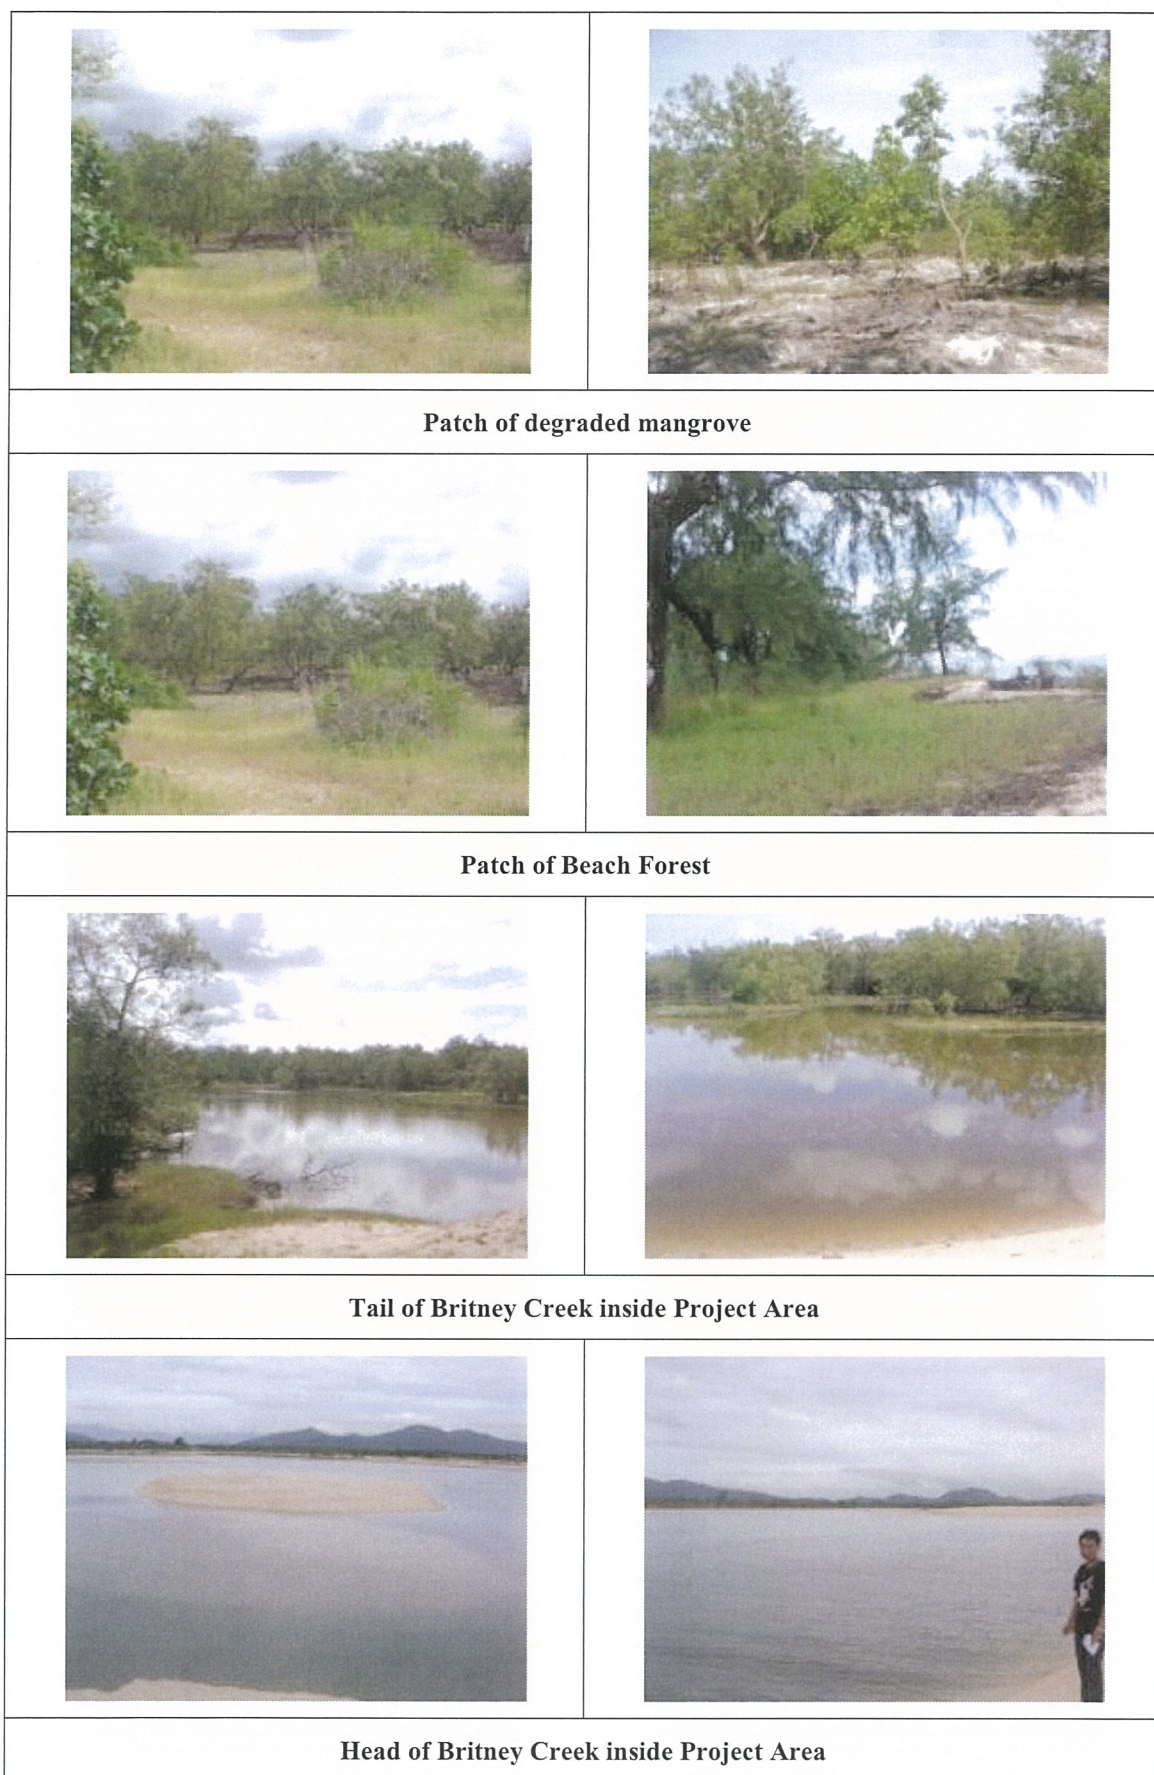 Patch of degraded mangrove
Patch of Beach Forest
Tail of Britney Creek inside Project Area
Head of Britney Creek inside Project Area